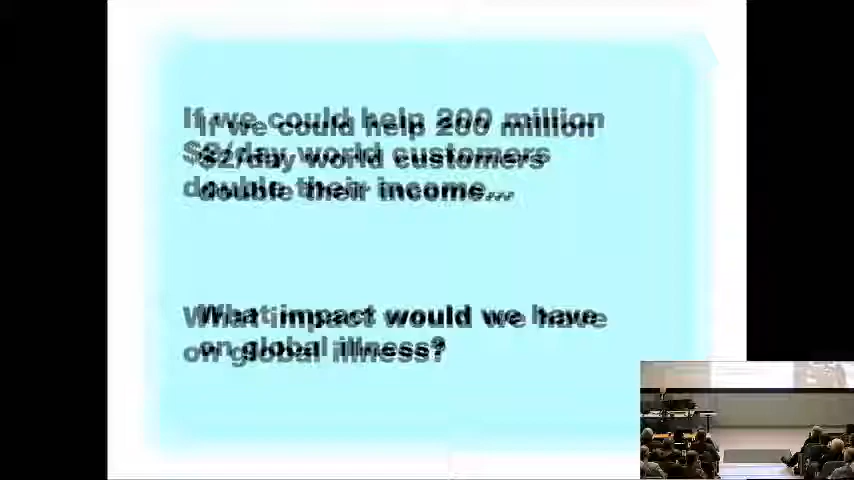 If we could help 200 million
$2/day world customers
double their income...
What impact would we have
on global illness?